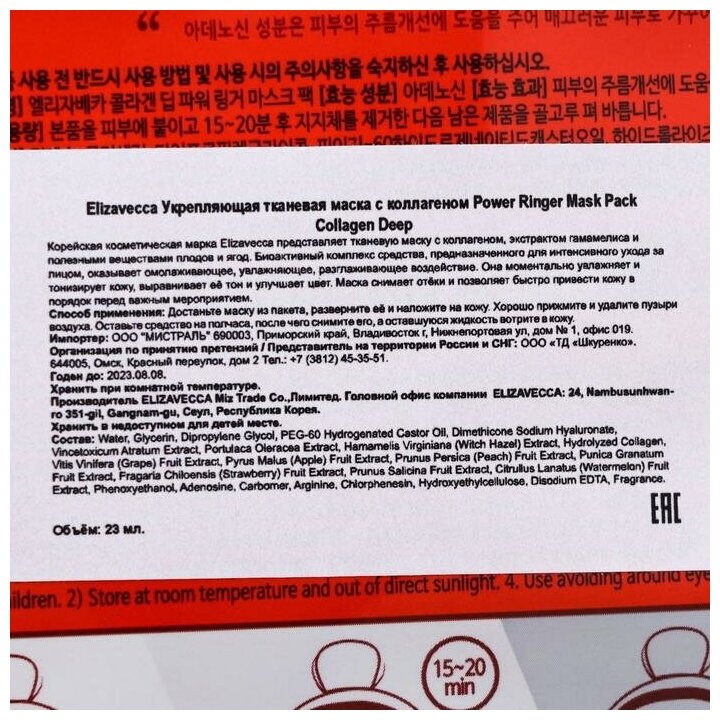 “ 아데노신 성분은 피부의 주름개선에 도움을 주어 매끄러운 피부로 가꾸어
사용 전 반드시 사용 방법 및 사용 시의 주의사항을 숙지하신 후 사용하십시오.
엘리자베카 콜라겐 딥 파워 링거 마스크 팩 [효능 성분] 아데노신 [효능 효과] 피부의 주름개선에 도움
용량] 본품을 피부에 붙이고 15~20분 후 지지체를 제거한 다음 남은 제품을 골고루 펴 바릅니다.
Elizavecca Укрепляющая тканевая маска с коллагеном Power Ringer Mask Pack
Collagen Deep
Корейская косметическая марка Elizavecca представляет тканевую маску с коллагеном, экстрактом гамамелиса и
полезными веществами плодов и ягод. Биоактивный комплекс средства, предназначенного для интенсивного ухода за
лицом, оказывает омолаживающее, увлажняющее, разглаживающее воздействие. Она моментально увлажняет и
тонизирует кожу, выравнивает её тон и улучшает цвет. Маска снимает отёки и позволяет быстро привести кожу в
порядок перед важным мероприятием.
Способ применения: Достаньте маску из пакета, разверните её и наложите на кожу. Хорошо прижмите и удалите пузыри
воздуха. Оставьте средство на полчаса, после чего снимите его, а оставшуюся жидкость вотрите в кожу.
Импортер: ООО "МИСТРАЛЬ" 690003, Приморский край, Владивосток г, Нижнепортовая ул, дом № 1, офис 019.
Организация по принятию претензий / Представитель на территории России и СНГ: ООО «ТД «Шкуренко».
644005, Омск, Красный переулок, дом 2 Тел.: +7 (3812) 45-35-51.
Годен до: 2023.08.08.
Хранить при комнатной температуре.
Производитель ELIZAVECCA Miz Trade Co.,Лимитед. Головной офис компании ELIZAVECCA: 24, Nambusunhwan-
ro 351-gil, Gangnam-gu, Сеул, Республика Корея.
Хранить в недоступном для детей месте.
Состав: Water, Glycerin, Dipropylene Glycol, PEG-60 Hydrogenated Castor Oil, Dimethicone Sodium Hyaluronate,
Vincetoxicum Atratum Extract, Portulaca Oleracea Extract, Hamamelis Virginiana (Witch Hazel) Extract, Hydrolyzed Collagen,
Vitis Vinifera (Grape) Fruit Extract, Pyrus Malus (Apple) Fruit Extract, Prunus Persica (Peach) Fruit Extract, Punica Granatum
Fruit Extract, Fragaria Chiloensis (Strawberry) Fruit Extract, Prunus Salicina Fruit Extract, Citrullus Lanatus (Watermelon) Fruit
Extract, Phenoxyethanol, Adenosine, Carbomer, Arginine, Chlorphenesin, Hydroxyethylcellulose, Disodium EDTA, Fragrance.
EAC
Объём: 23 мл.
ildren. 2) Store at room temperature and out of direct sunlight. 4. Use avoiding around eye
15~20
min